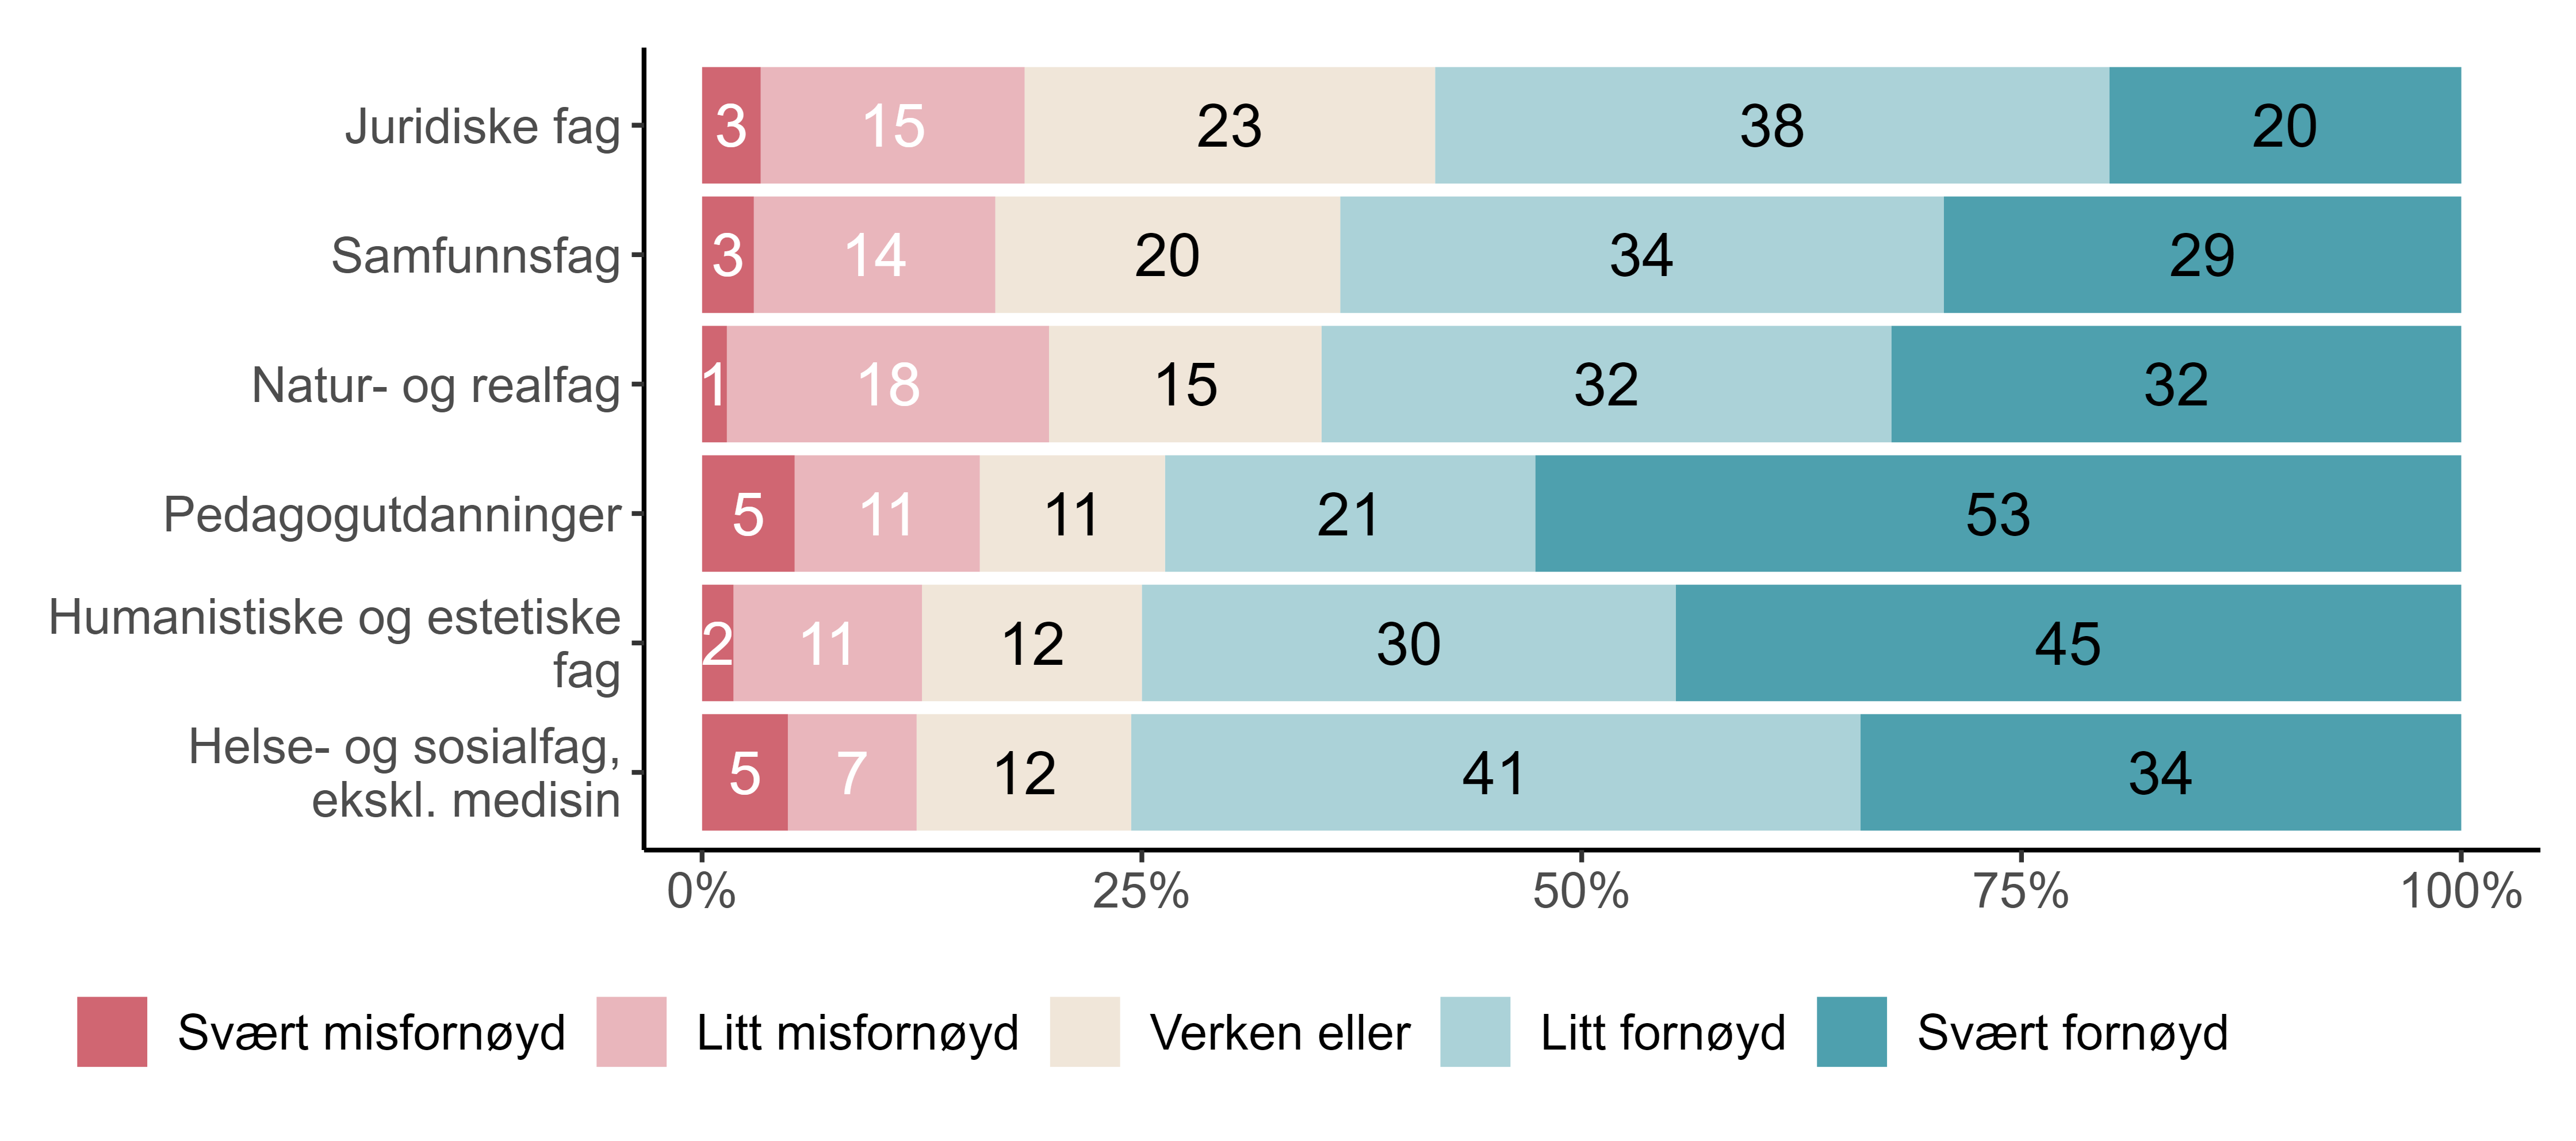 Juridiske fag 3 15 23 38 20
Samfunnsfag 3 14 20 34 29
Natur- og realfag 1 18 15 32 32
Pedagogutdanninger 5 11 11 21 53
Humanistiske og estetiske
fag 2 11 12 30 45
Helse- og sosialfag,
ekskl. medisin 5 7 12 41 34
0% 25% 50% 75% 100%
Svært misfornøyd Litt misfornøyd Verken eller Litt fornøyd Svært fornøyd